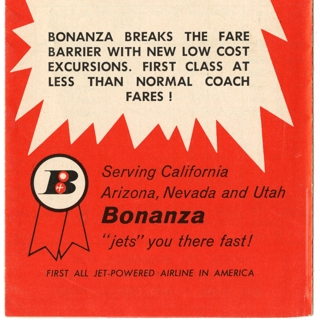 BONANZA BREAKS THE FARE
BARRIER WITH NEW LOW COST
EXCURSIONS. FIRST CLASS AT
LESS THAN NORMAL COACH
FARES !
B
Serving California
Arizona, Nevada and Utah
Bonanza
"jets" you there fast!
FIRST ALL JET-POWERED AIRLINE IN AMERICA